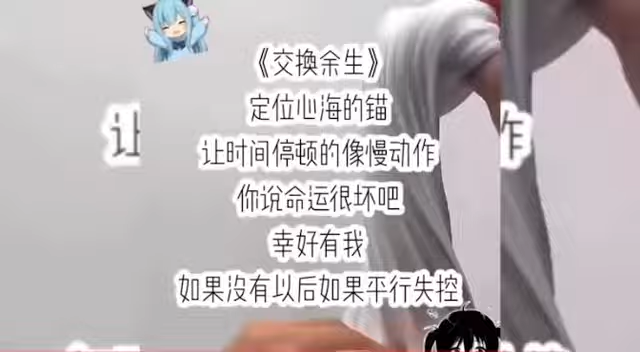 《交换余生》
定位心海的锚
让时间停顿的像慢动作
你说命运很坏吧
幸好有我
如果没有以后如果平行失控
让
作